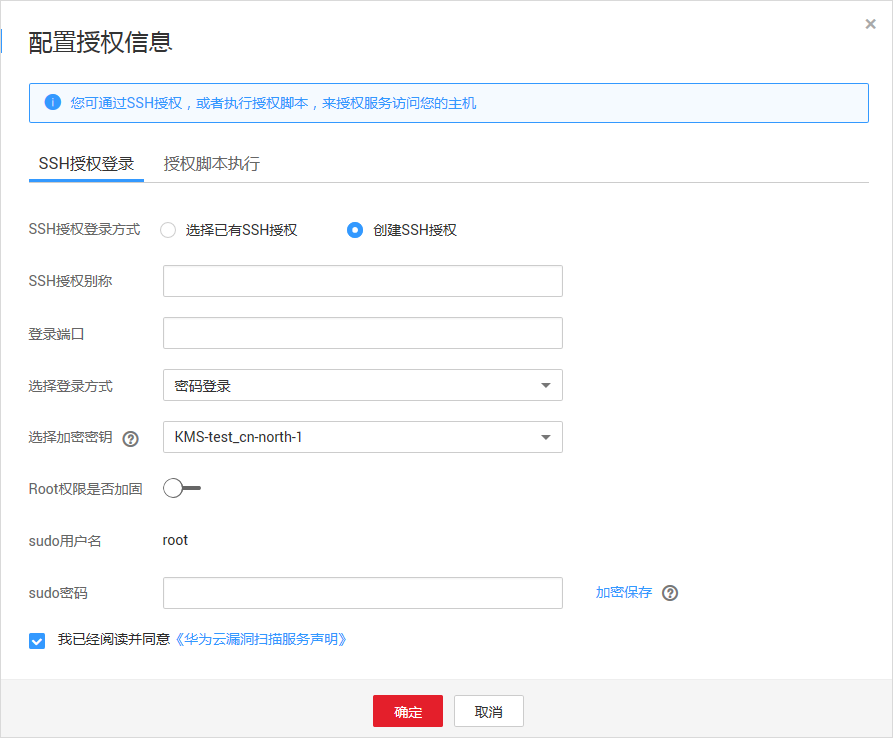 配置授权信息
您可通过SSH授权，或者执行授权脚本，来授权服务访问您的主机
SSH授权登录 授权脚本执行
SSH授权登录方式 选择已有SSH授权 创建SSH授权
SSH授权别称
登录端口
选择登录方式 密码登录
选择加密密钥 KMS-test_cn-north-1
Root权限是否加固
sudo用户名 root
sudo密码 加密保存
我已经阅读并同意《华为云漏洞扫描服务声明》
确定 取消